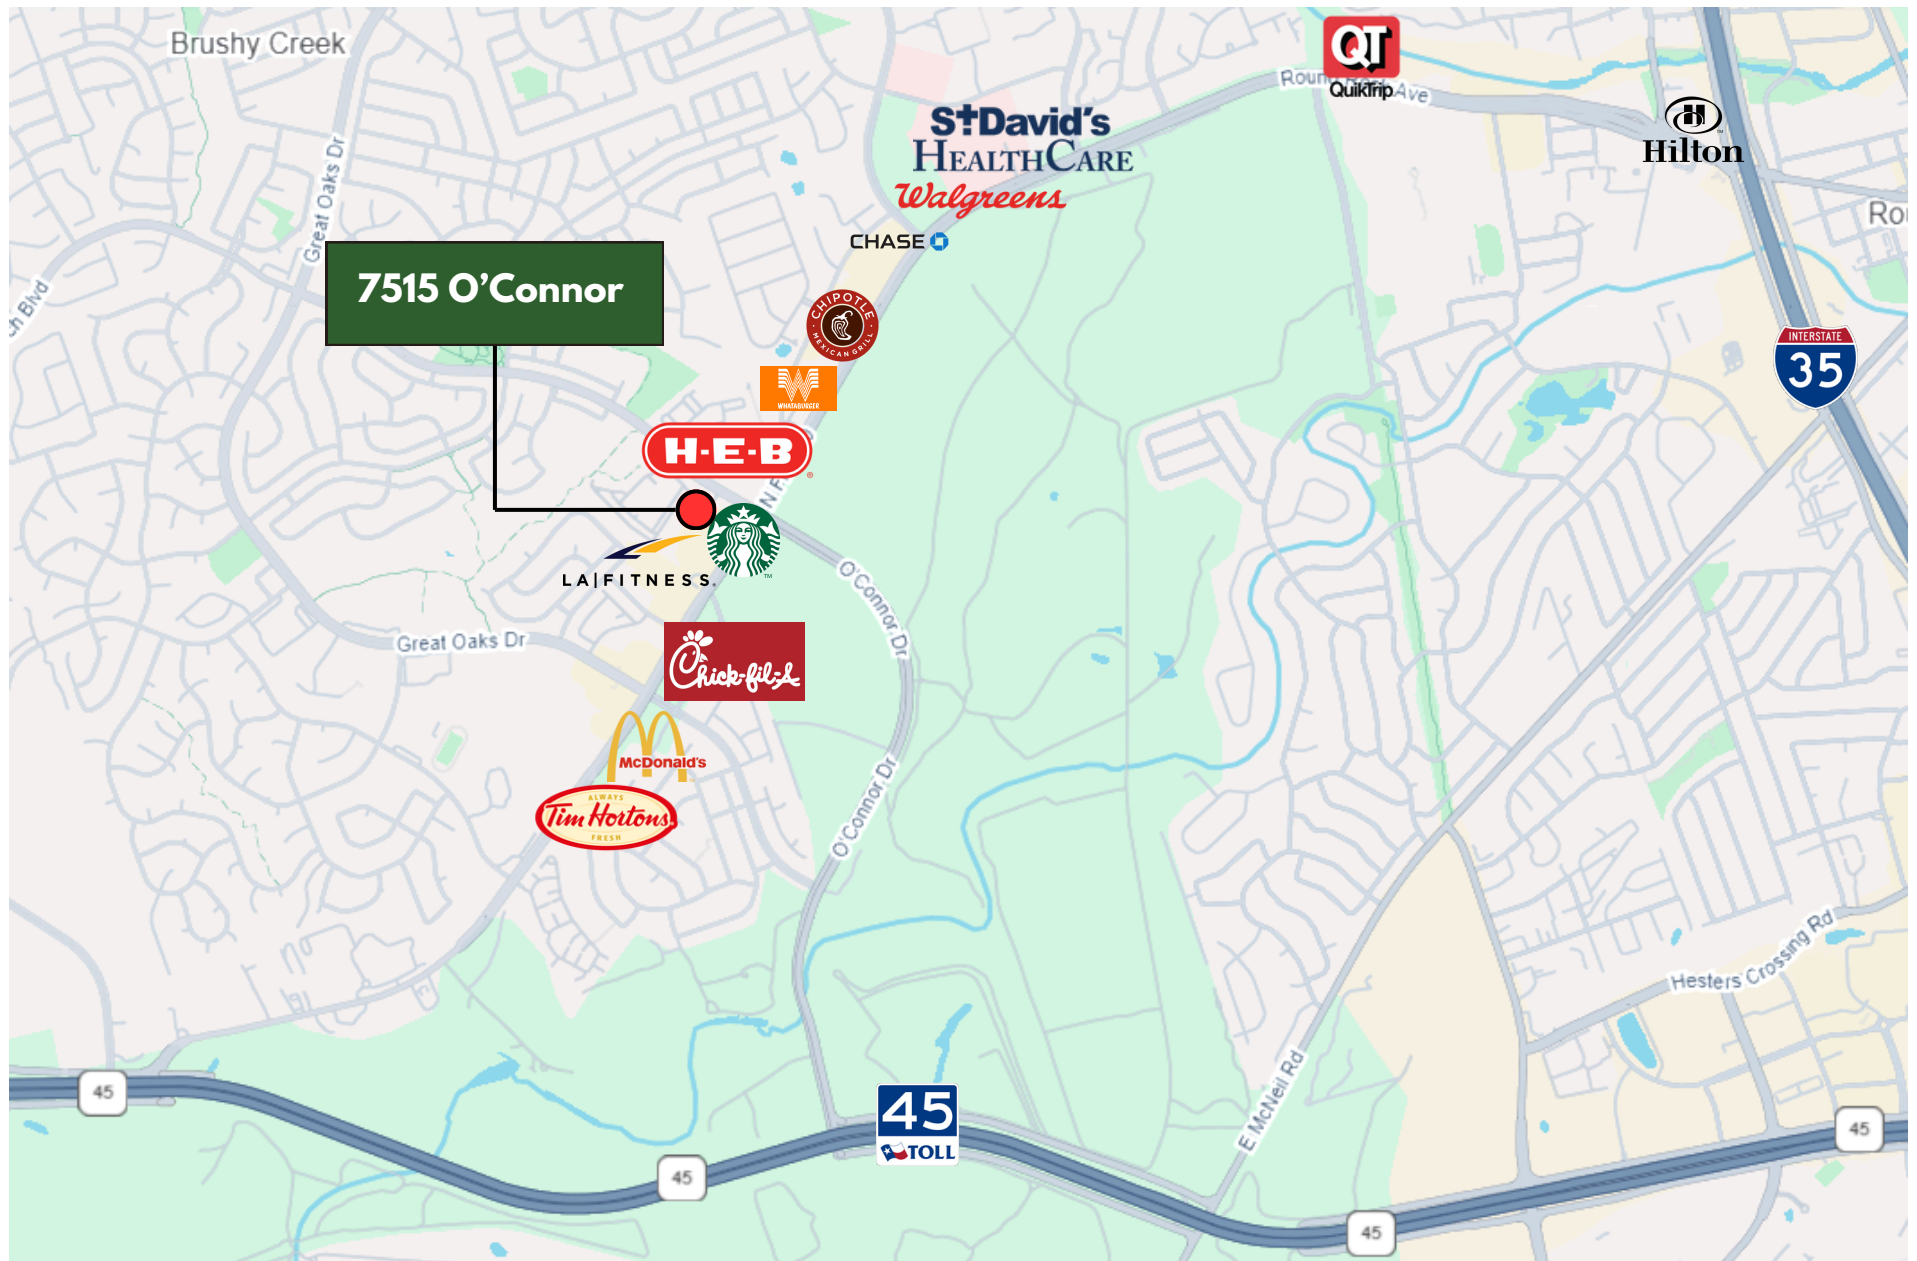 Brushy Creek
QT
QuikTrip
Ave
Hilton
Great Oaks Dr
St David's
HEALTHCARE
Walgreens
CHASE
Blvd
7515 O'Connor
CHIPOTLE
MEXICAN GRILL
WHATABURGER
INTERSTATE
35
H-E-B
®
N
LA|FITNESS.
TM
O'Connor Dr
Great Oaks Dr
Chick-fil-A
McDonald's
ALWAYS
Tim Hortons.
FRESH
O'Connor Dr
Hesters Crossing Rd
E McNeil Rd
45
45
TOLL
45
45
45